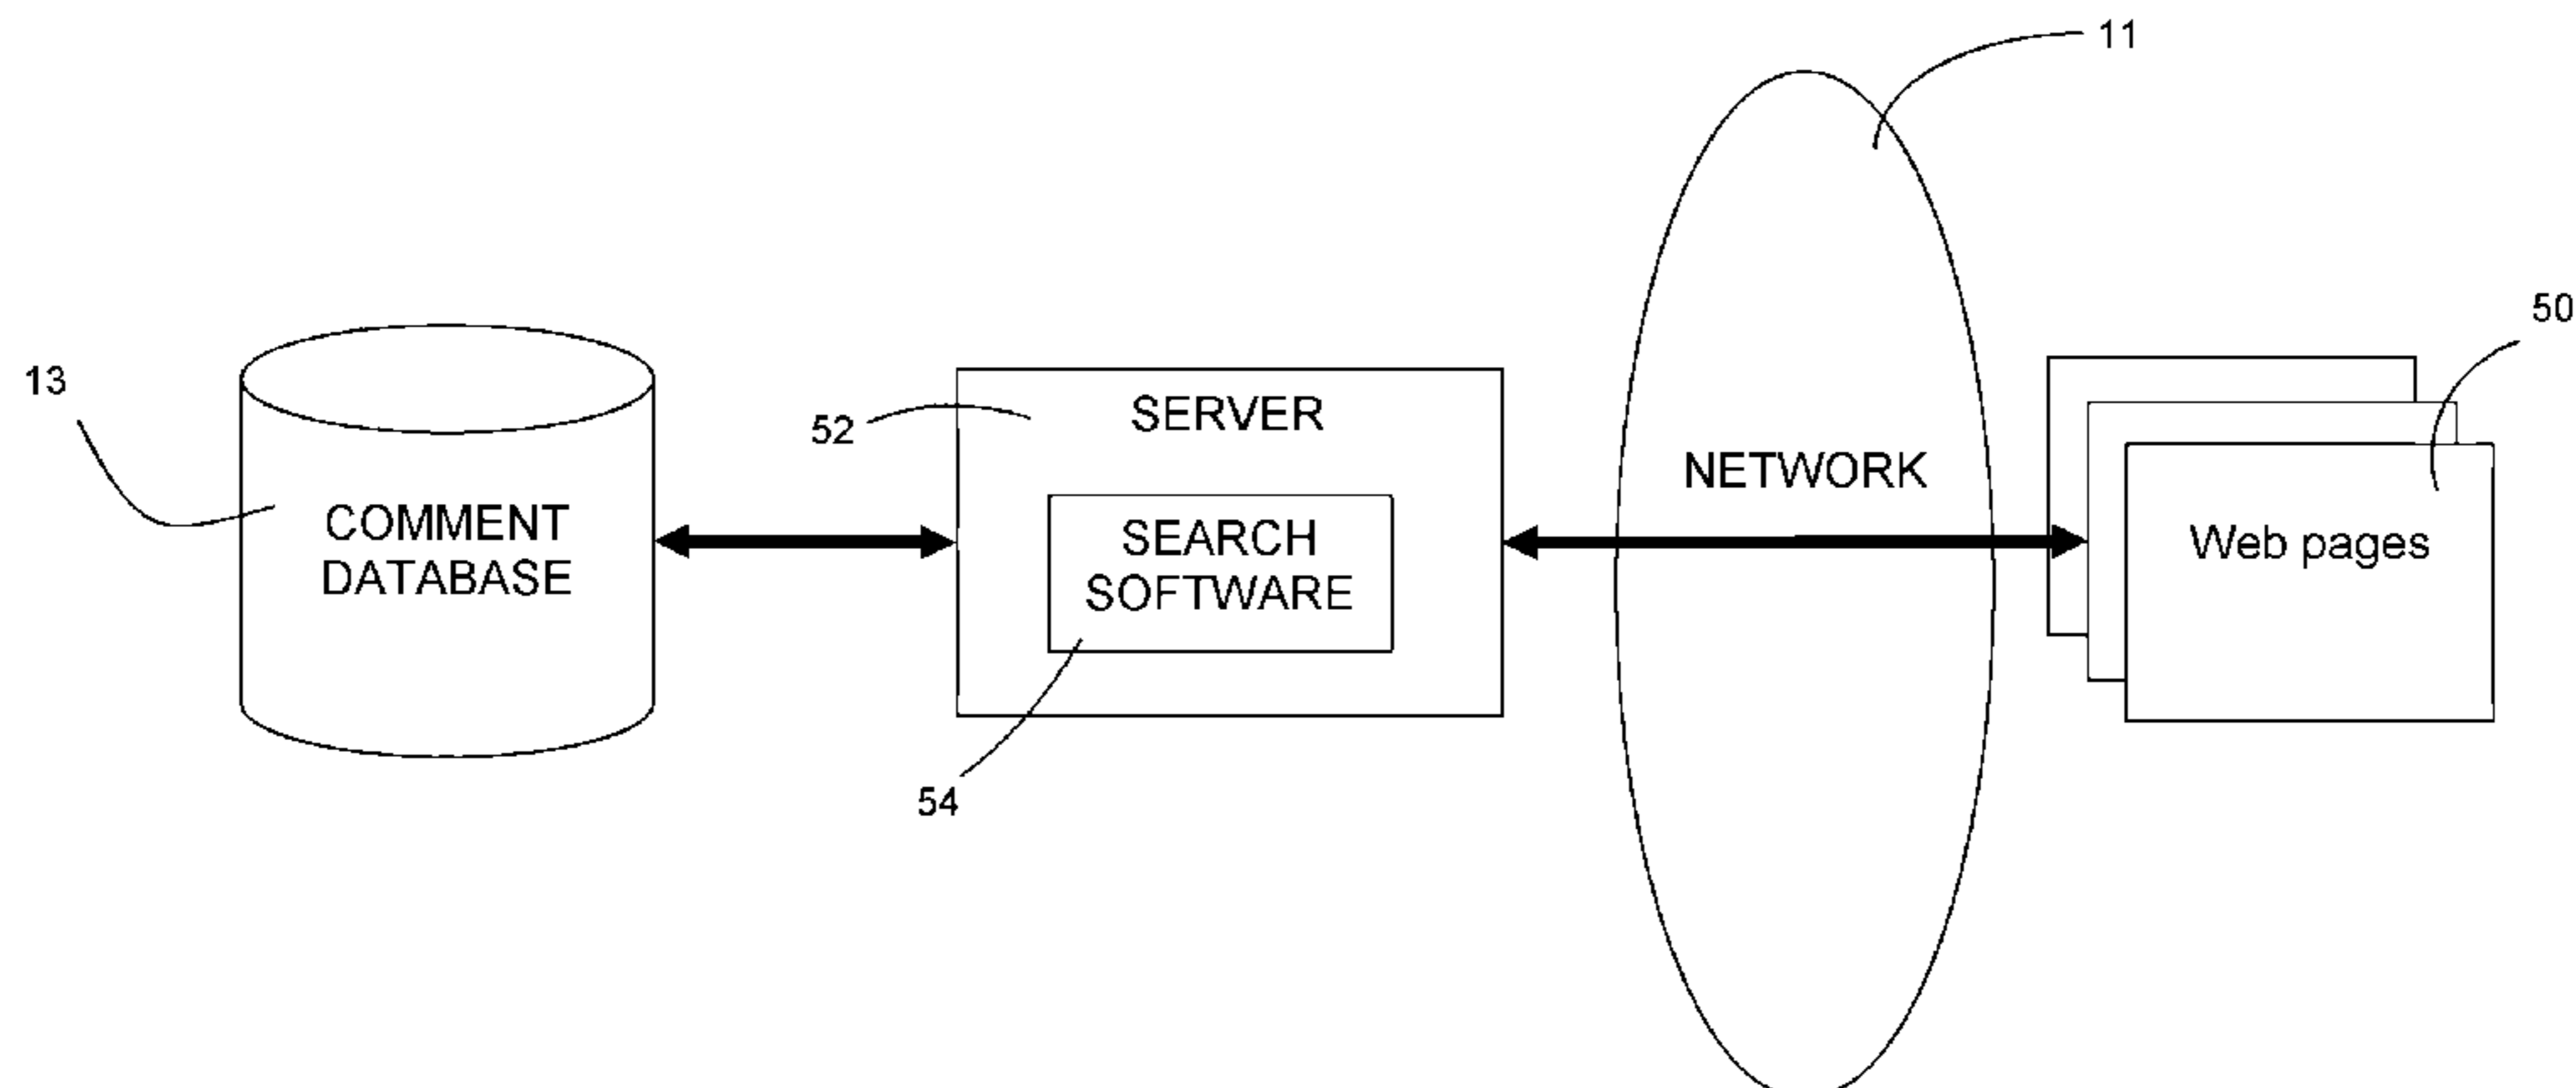 11
50
13
52
SERVER
NETWORK
COMMENT
DATABASE
SEARCH
SOFTWARE
Web pages
54